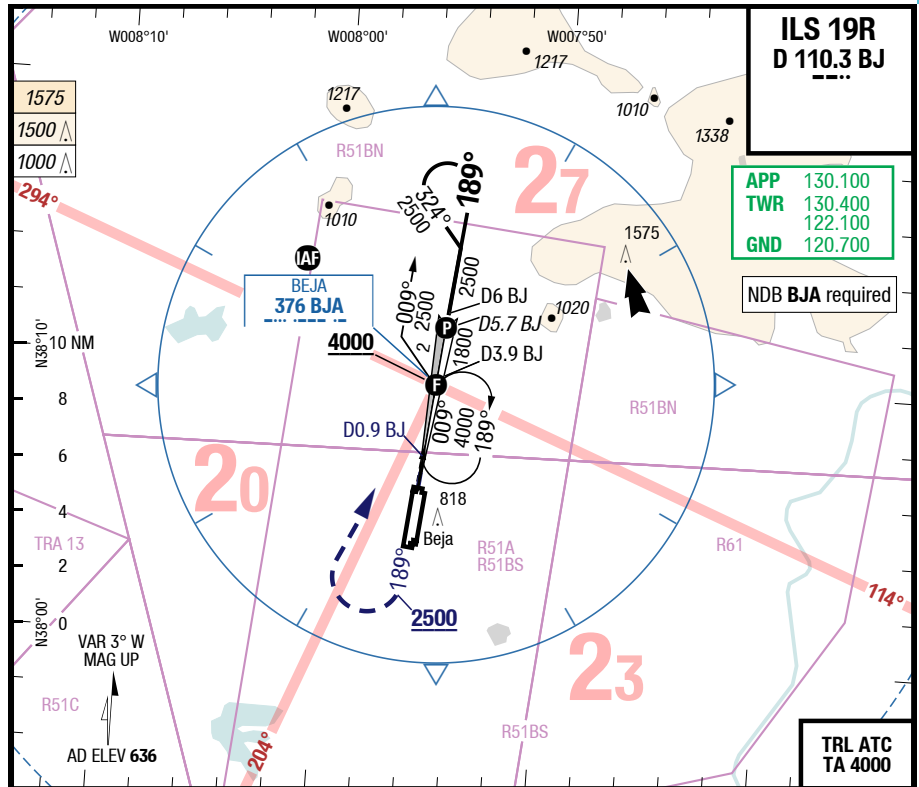 W008°10'
W008°00'
W007°50'
ILS 19R
D 110.3 BJ
1575
1500
1000
1217
1217
1010
1338
R51BN
27
294°
189°
324°
2500
1010
APP 130.100
TWR 130.400
122.100
GND 120.700
1575
IAF
BEJA
376 BJA
009°
2500
2
2500
D6 BJ
P
D5.7 BJ
1020
NDB BJA required
1800
D3.9 BJ
4000
F
N38°10'
10 NM
8
6
4
2
0
N38°00'
009°
4000
189°
R51BN
D0.9 BJ
20
818
Beja
TRA 13
R51A
R51BS
R61
189°
2500
114°
23
VAR 3° W
MAG UP
R51C
AD ELEV 636
204°
R51BS
TRL ATC
TA 4000